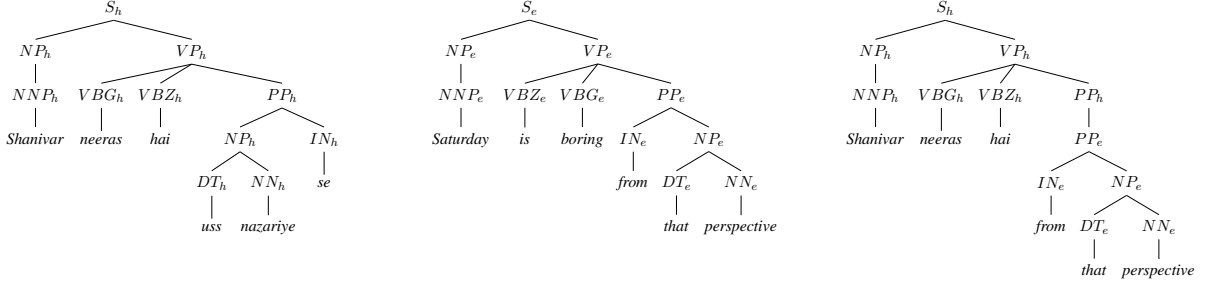 S_h S_e S_h
NP_h VP_h NP_e VP_e NP_h VP_h
NNP_h VBG_h VBZ_h PP_h NNP_e VBZ_e VBG_e PP_e NNP_h VBG_h VBZ_h PP_h
Shanivar neeras hai NP_h IN_h Saturday is boring IN_e NP_e Shanivar neeras hai PP_e
DT_h NN_h se from DT_e NN_e IN_e NP_e
uss nazariye that perspective from DT_e NN_e
that perspective